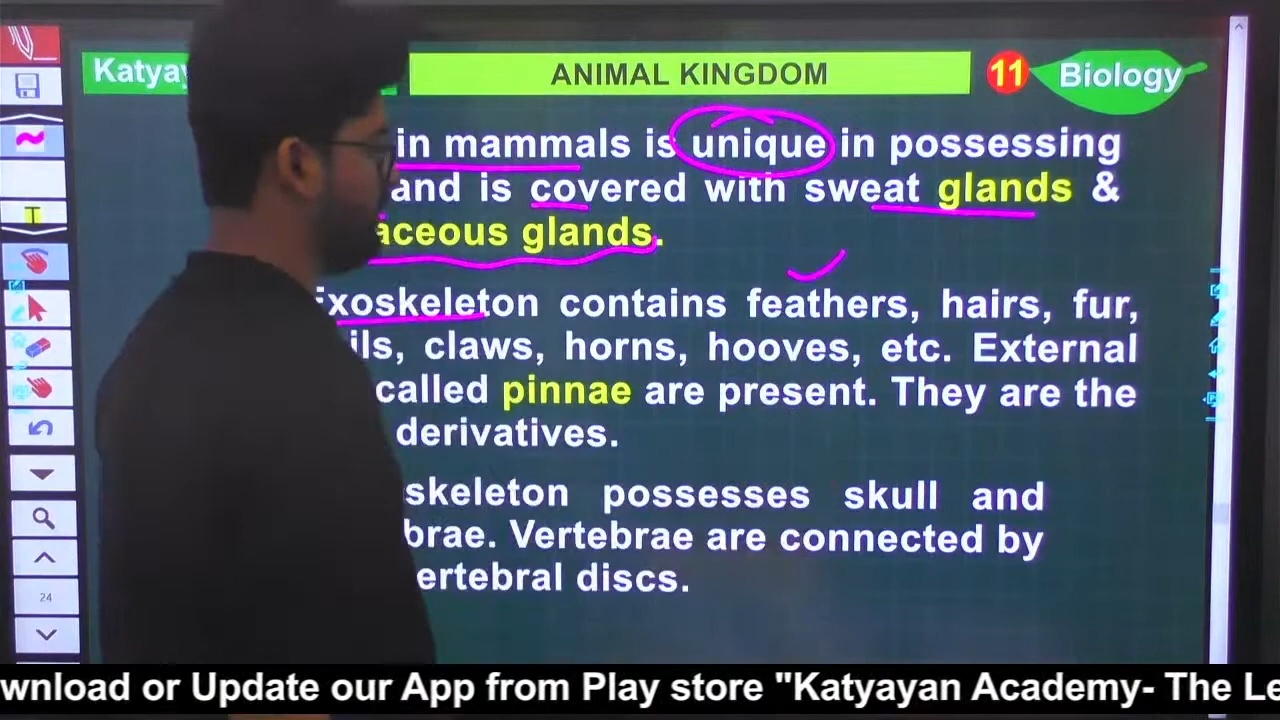 ANIMAL KINGDOM
11
Biology
in mammals is unique in possessing
and is covered with sweat glands &
aceous glands.
xoskeleton contains feathers, hairs, fur,
ils, claws, horns, hooves, etc. External
called pinnae are present. They are the
derivatives.
skeleton possesses skull and
brae. Vertebrae are connected by
ertebral discs.
24
wnload or Update our App from Play store "Katyayan Academy- The Le